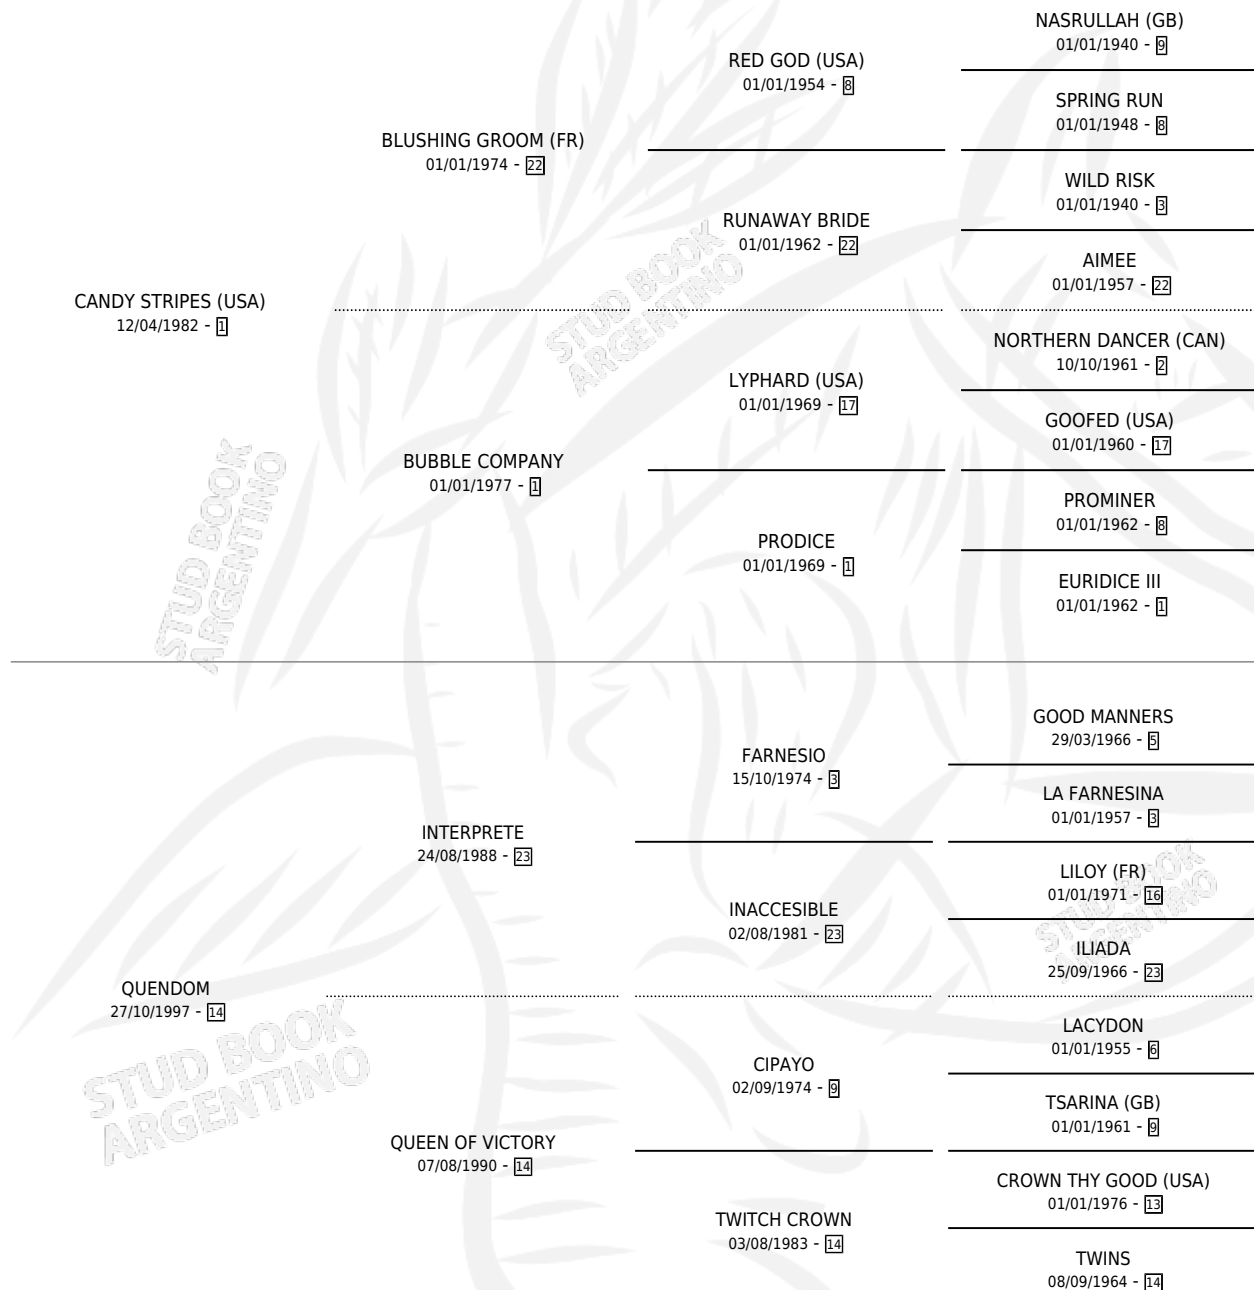 NASRULLAH (GB)
01/01/1940 - 9
RED GOD (USA)
01/01/1954 - 8
SPRING RUN
01/01/1948 - 8
BLUSHING GROOM (FR)
01/01/1974 - 22
WILD RISK
01/01/1940 - 3
RUNAWAY BRIDE
01/01/1962 - 22
AIMEE
01/01/1957 - 22
CANDY STRIPES (USA)
12/04/1982 - 1
NORTHERN DANCER (CAN)
10/10/1961 - 2
LYPHARD (USA)
01/01/1969 - 17
GOOFED (USA)
01/01/1960 - 17
BUBBLE COMPANY
01/01/1977 - 1
PROMINER
01/01/1962 - 8
PRODICE
01/01/1969 - 1
EURIDICE III
01/01/1962 - 1
GOOD MANNERS
29/03/1966 - 5
FARNESIO
15/10/1974 - 3
LA FARNESINA
01/01/1957 - 3
INTERPRETE
24/08/1988 - 23
LILOY (FR)
01/01/1971 - 16
INACCESIBLE
02/08/1981 - 23
ILIADA
25/09/1966 - 23
QUENDOM
27/10/1997 - 14
LACYDON
01/01/1955 - 6
CIPAYO
02/09/1974 - 9
TSARINA (GB)
01/01/1961 - 9
QUEEN OF VICTORY
07/08/1990 - 14
CROWN THY GOOD (USA)
01/01/1976 - 13
TWITCH CROWN
03/08/1983 - 14
TWINS
08/09/1964 - 14
STUD BOOK
ARGENTINO
STUD BOOK
ARGENTINO
STUD BOOK
ARGENTINO
STUD BOOK
ARGENTINO